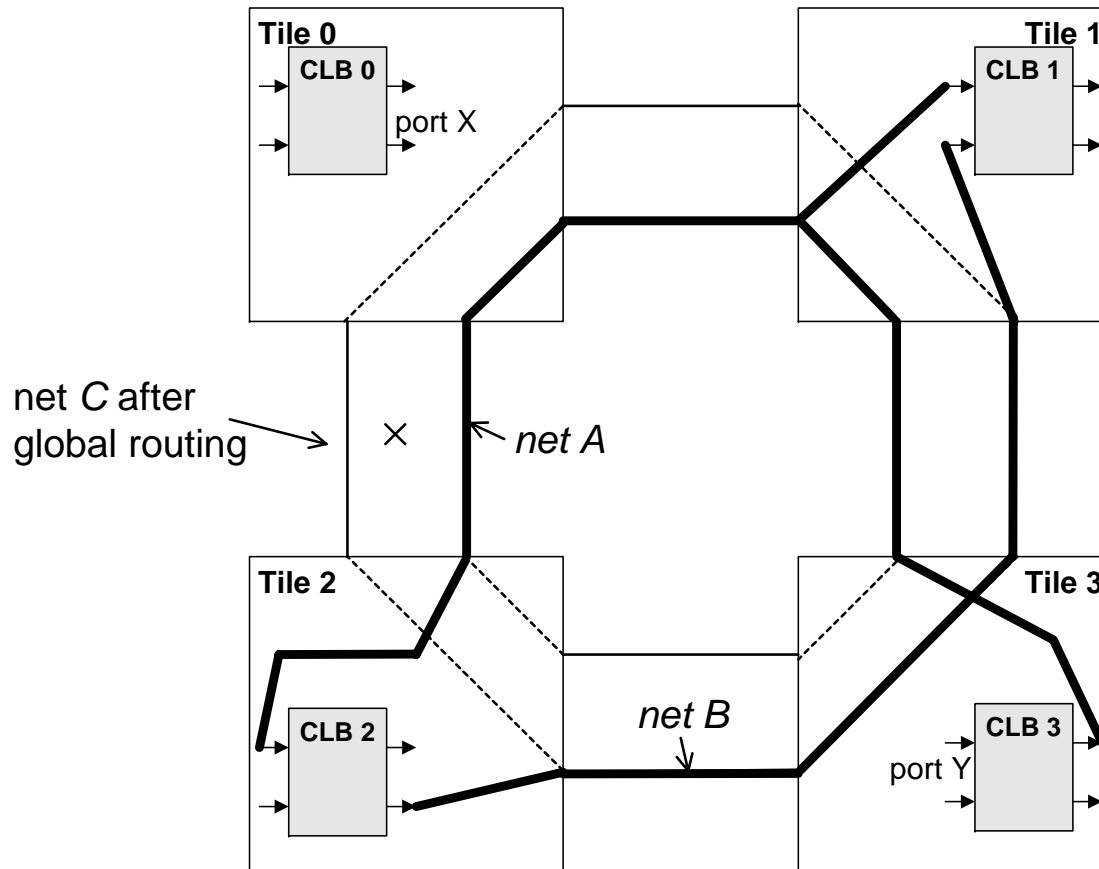 Tile 0
Tile 1
CLB 0
CLB 1
port X
net C after
global routing
net A
Tile 2
Tile 3
net B
CLB 2
CLB 3
port Y